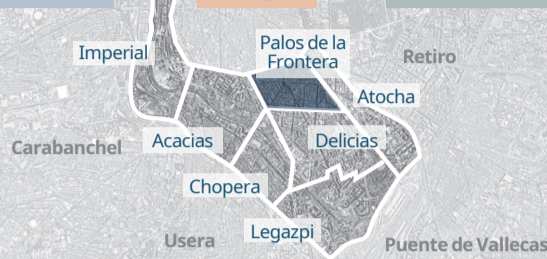 Imperial
Palos de la
Frontera
Retiro
Atocha
Carabanchel
Acacias
Delicias
Chopera
Legazpi
Usera
Puente de Vallecas